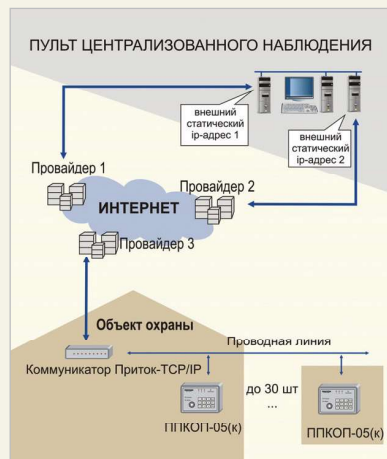 ПУЛЬТ ЦЕНТРАЛИЗОВАННОГО НАБЛЮДЕНИЯ
внешний
статический
ip-адрес 1
внешний
статический
ip-адрес 2
Провайдер 1
Провайдер 2
ИНТЕРНЕТ
Провайдер 3
Объект охраны
Проводная линия
Коммуникатор Приток-TCP/IP
до 30 шт
...
ППКОП-05(к)
ППКОП-05(к)